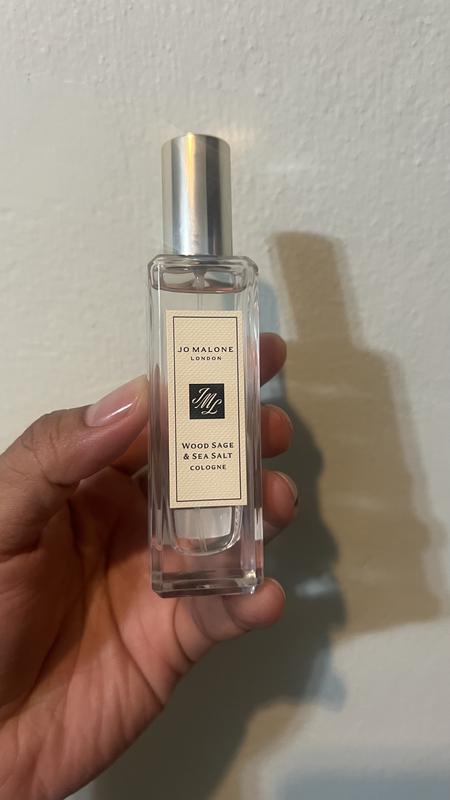 JO MALONE
LONDON
JML
WOOD SAGE
& SEA SALT
COLOGNE